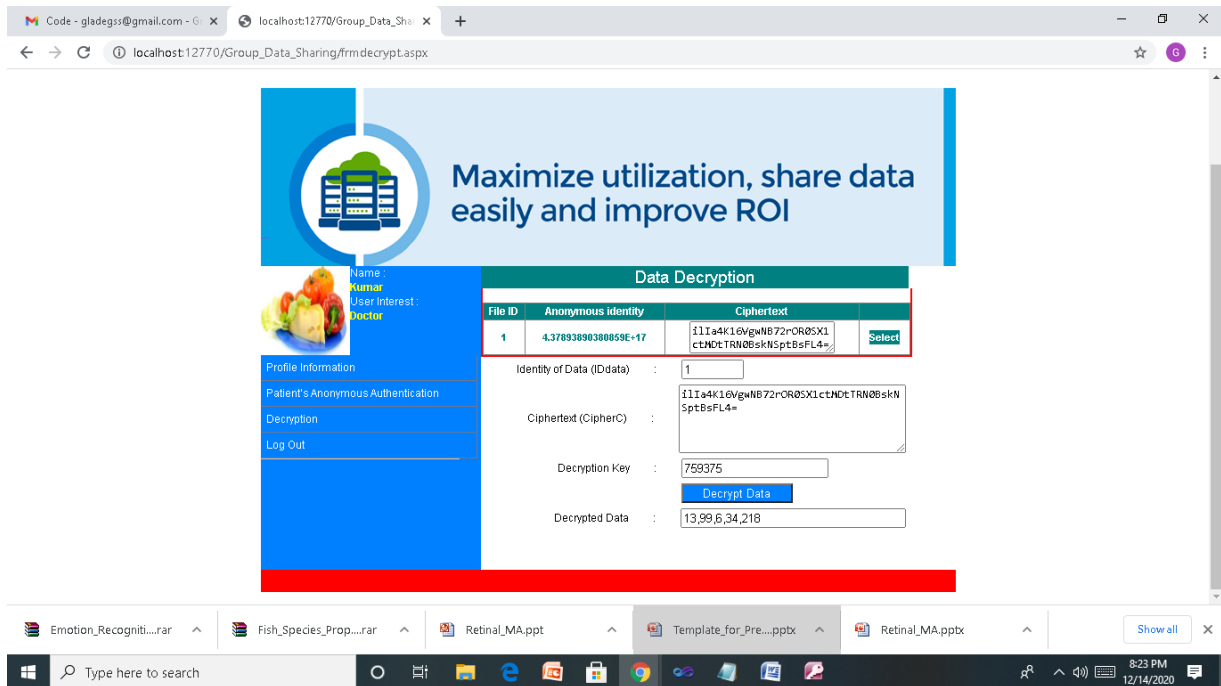 Code - gladegss@gmail.com - G
localhost:12770/Group_Data_Sha
localhost:12770/Group_Data_Sharing/frmdecrypt.aspx
G
Maximize utilization, share data
easily and improve ROI
Name :
Kumar
User Interest :
Doctor
Profile Information
Patient's Anonymous Authentication
Decryption
Log Out
Data Decryption
File ID Anonymous identity Ciphertext
1 4.37893890380859E+17 ilIa4K16VgwNB72rOR0SX1
ctMDtTRN0BskNSptBsFL4= Select
Identity of Data (IDdata) : 1
Ciphertext (CipherC) : ilIa4K16VgwNB72rOR0SX1ctMDtTRN0BskN
SptBsFL4=
Decryption Key : 759375
Decrypt Data
Decrypted Data : 13,99,6,34,218
Emotion_Recogniti....rar
Fish_Species_Prop....rar
Retinal_MA.ppt
Template_for_Pre....pptx
Retinal_MA.pptx
Show all
Type here to search
8:23 PM
12/14/2020